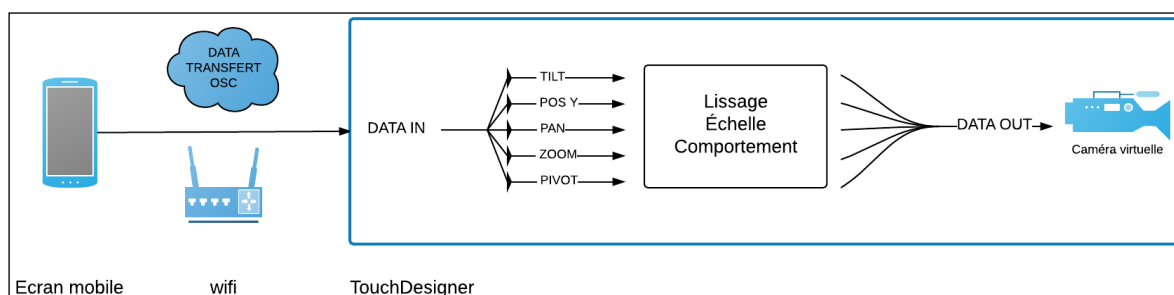 DATA
TRANSFERT
OSC
DATA IN
TILT
POS Y
PAN
ZOOM
PIVOT
Lissage
Échelle
Comportement
DATA OUT
Caméra virtuelle
Ecran mobile
wifi
TouchDesigner